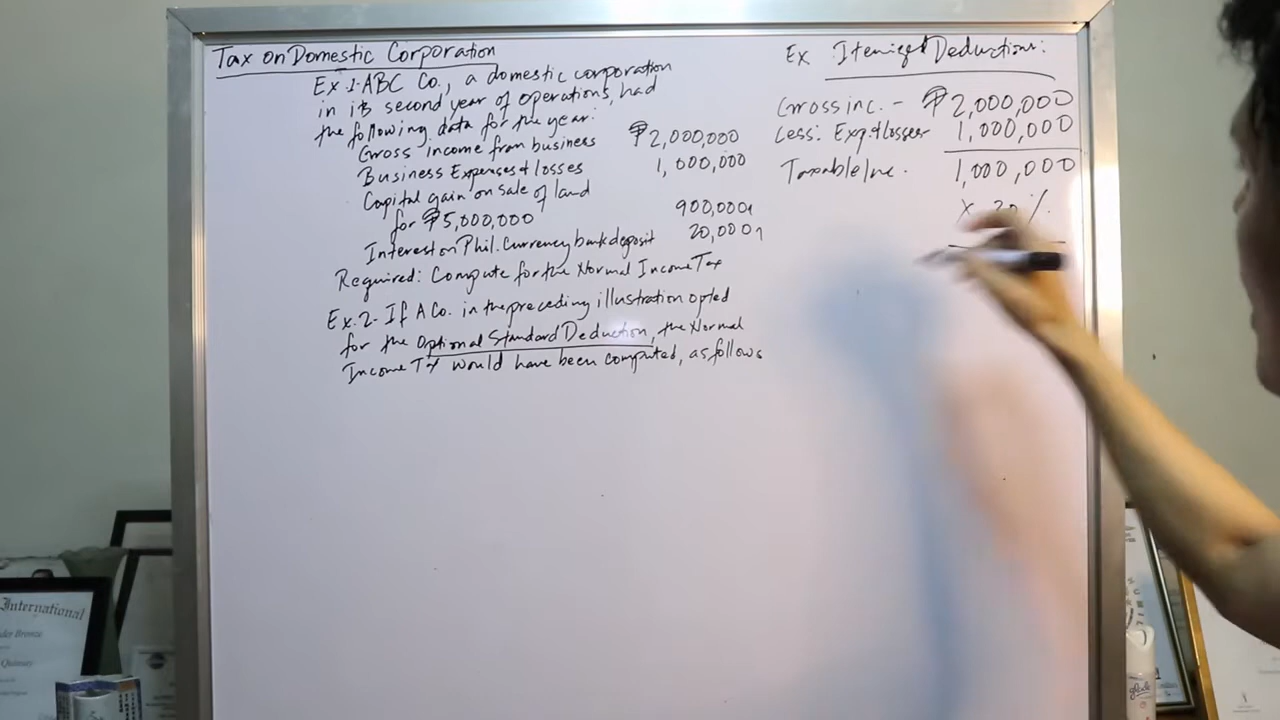 Tax on Domestic Corporation
Ex. 1. ABC Co., a domestic corporation
in its second year of operations, had
the following data for the year:
Gross income from business ₱2,000,000
Business Expenses & losses 1,000,000
Capital gain on sale of land
for ₱5,000,000 900,000
Interest on Phil. Currency bank deposit 20,000
Required: Compute for the Normal Income Tax
Ex. 2. If A Co. in the preceding illustration opted
for the Optional Standard Deduction, the Normal
Income Tx would have been computed, as follows
Ex Itemized Deductions:
Gross inc. - ₱2,000,000
Less: Exp. & losses - 1,000,000
Taxable Inc. 1,000,000
X %
International
der Bronze
Quinsay
glade